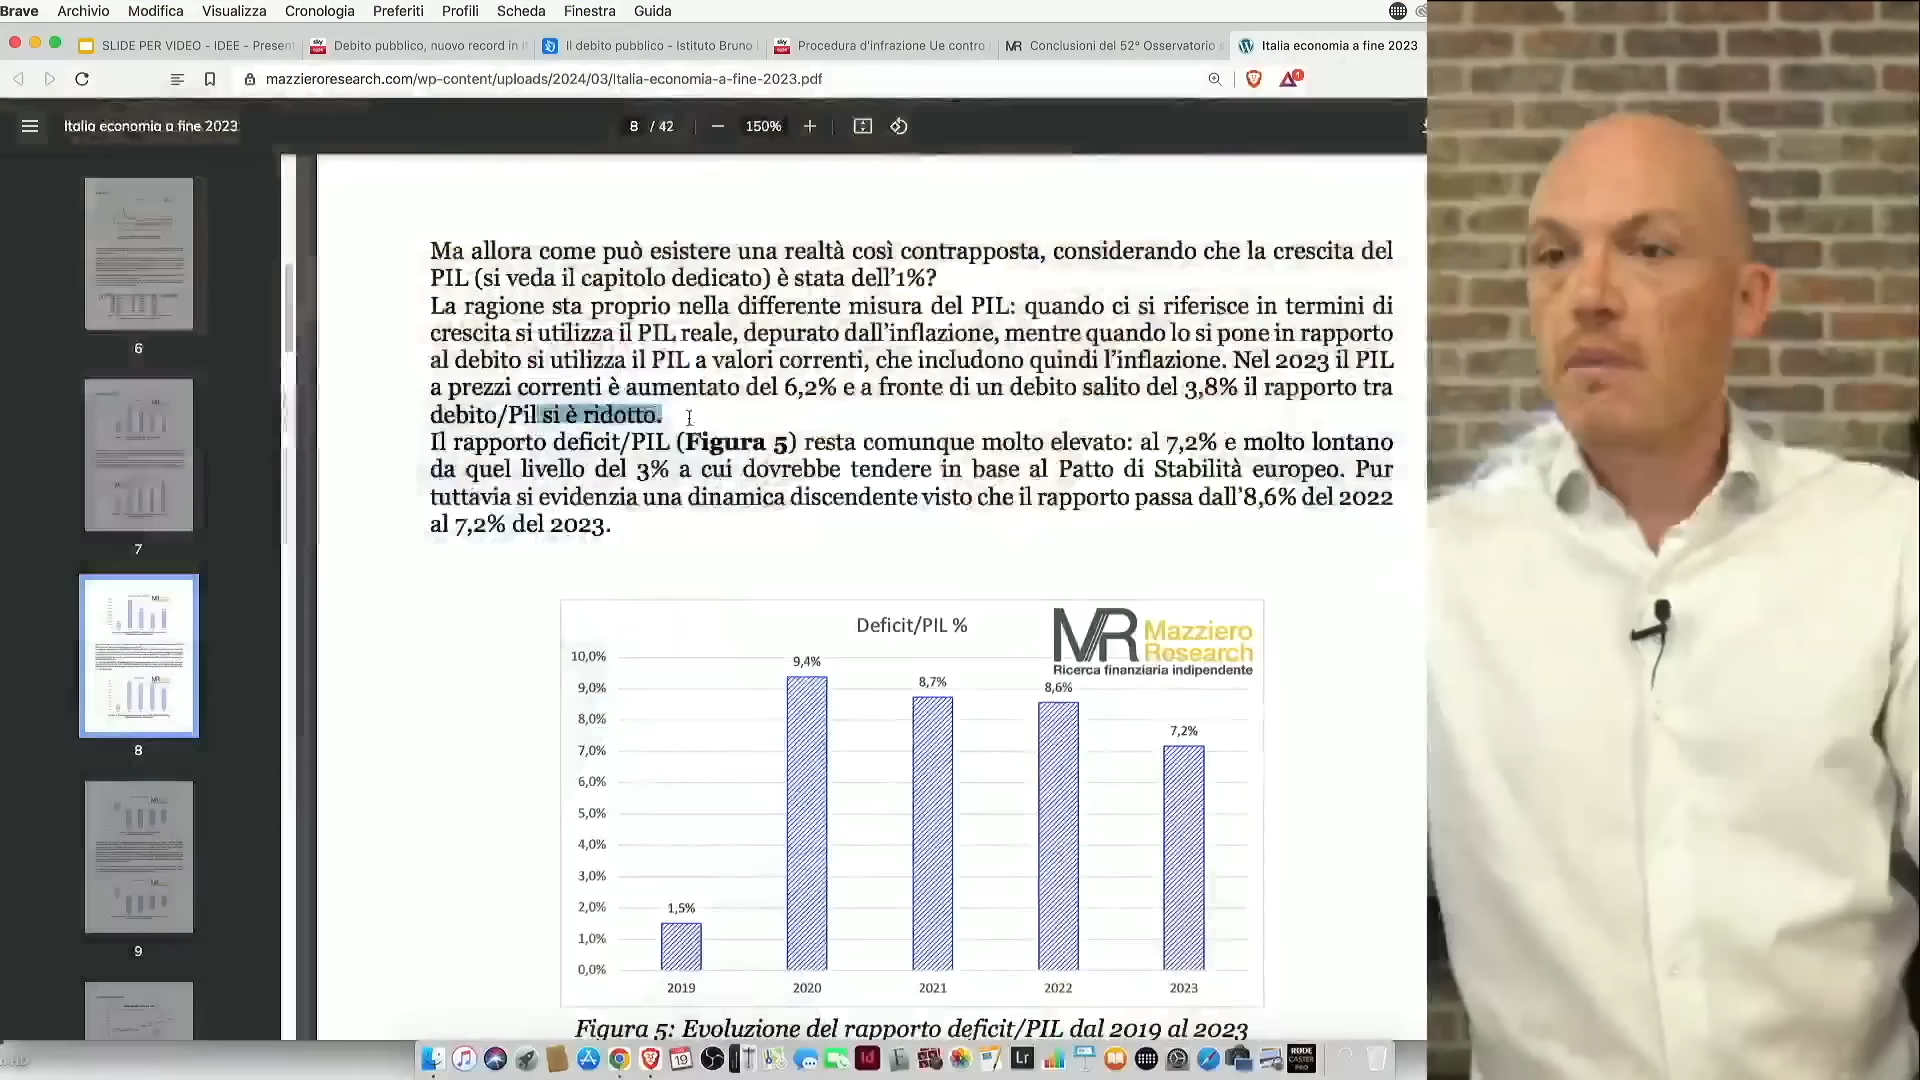 Brave Archivio Modifica Visualizza Cronologia Preferiti Profili Scheda Finestra Guida
SLIDE PER VIDEO - IDEE - Present
Debito pubblico, nuovo record in I
Il debito pubblico - Istituto Bruno
Procedura d'infrazione Ue contro
Conclusioni del 52° Osservatorio s
Italia economia a fine 2023
mazzieroresearch.com/wp-content/uploads/2024/03/Italia-economia-a-fine-2023.pdf
1
Italia economia a fine 2023
8 / 42
150%
6
7
8
9
Ma allora come può esistere una realtà così contrapposta, considerando che la crescita del
PIL (si veda il capitolo dedicato) è stata dell'1%?
La ragione sta proprio nella differente misura del PIL: quando ci si riferisce in termini di
crescita si utilizza il PIL reale, depurato dall'inflazione, mentre quando lo si pone in rapporto
al debito si utilizza il PIL a valori correnti, che includono quindi l'inflazione. Nel 2023 il PIL
a prezzi correnti è aumentato del 6,2% e a fronte di un debito salito del 3,8% il rapporto tra
debito/Pil si è ridotto.
Il rapporto deficit/PIL (Figura 5) resta comunque molto elevato: al 7,2% e molto lontano
da quel livello del 3% a cui dovrebbe tendere in base al Patto di Stabilità europeo. Pur
tuttavia si evidenzia una dinamica discendente visto che il rapporto passa dall'8,6% del 2022
al 7,2% del 2023.
Deficit/PIL %
MR Mazziero Research
Ricerca finanziaria indipendente
10,0%
9,0%
8,0%
7,0%
6,0%
5,0%
4,0%
3,0%
2,0%
1,0%
0,0%
1,5%
9,4%
8,7%
8,6%
7,2%
2019 2020 2021 2022 2023
Figura 5: Evoluzione del rapporto deficit/PIL dal 2019 al 2023
19
Id
Lr
RODE
CASTER
PRO